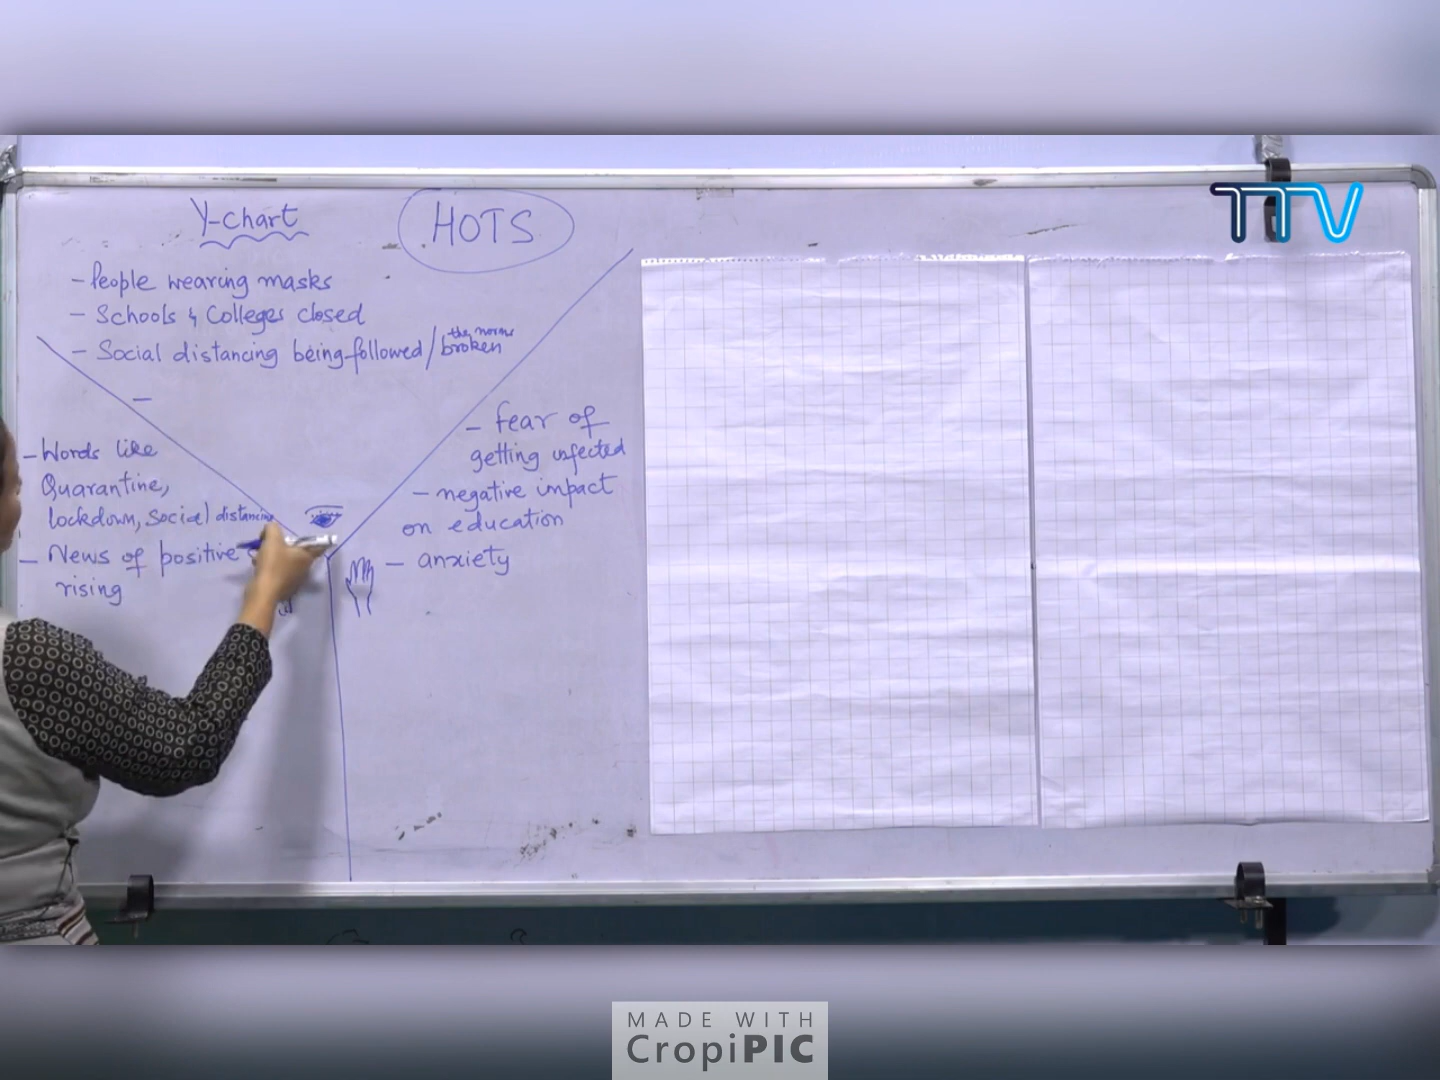 Y-chart
HOTS
- People wearing masks
- Schools & Colleges closed
- Social distancing being followed / the norms broken
-
- Words like
Quarantine,
lockdown, Social distancing
- News of positive
rising
- fear of
getting infected
- negative impact
on education
- anxiety
TTV
MADE WITH
CropiPIC